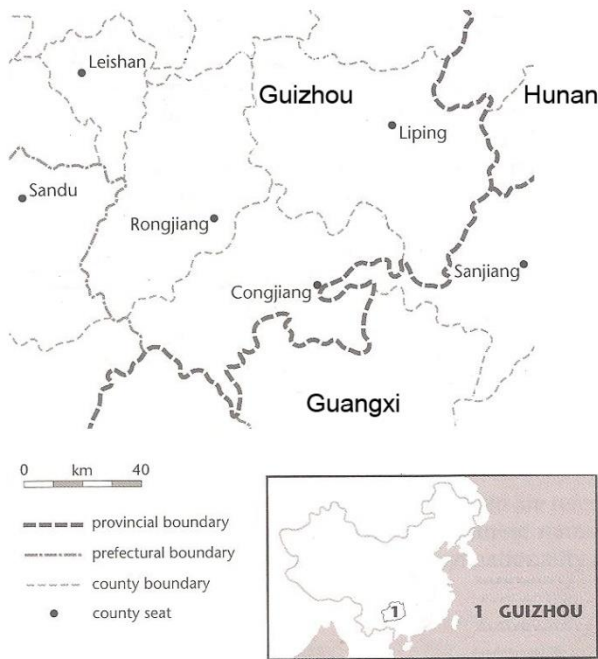 Leishan
Guizhou
Hunan
Liping
Sandu
Rongjiang
Congjiang
Sanjiang
Guangxi
0 km 40
provincial boundary
prefectural boundary
county boundary
county seat
1
1 GUIZHOU